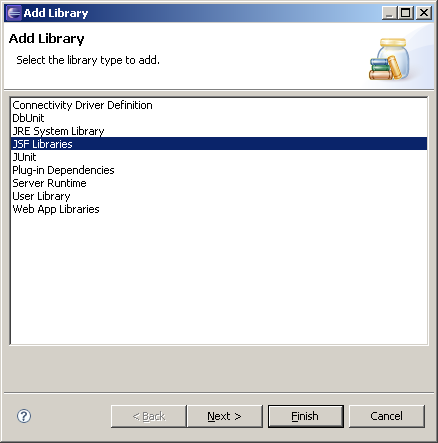 Add Library
Add Library
Select the library type to add.
Connectivity Driver Definition
DbUnit
JRE System Library
JSF Libraries
JUnit
Plug-in Dependencies
Server Runtime
User Library
Web App Libraries
? < Back Next > Finish Cancel